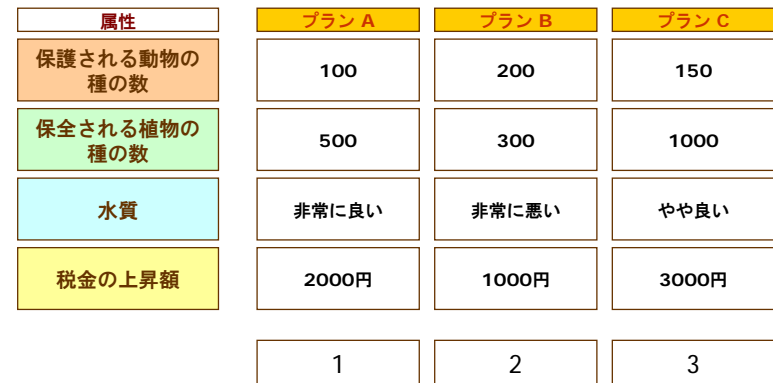 属性 プラン A プラン B プラン C
保護される動物の
種の数 100 200 150
保全される植物の
種の数 500 300 1000
水質 非常に良い 非常に悪い やや良い
税金の上昇額 2000円 1000円 3000円
1 2 3